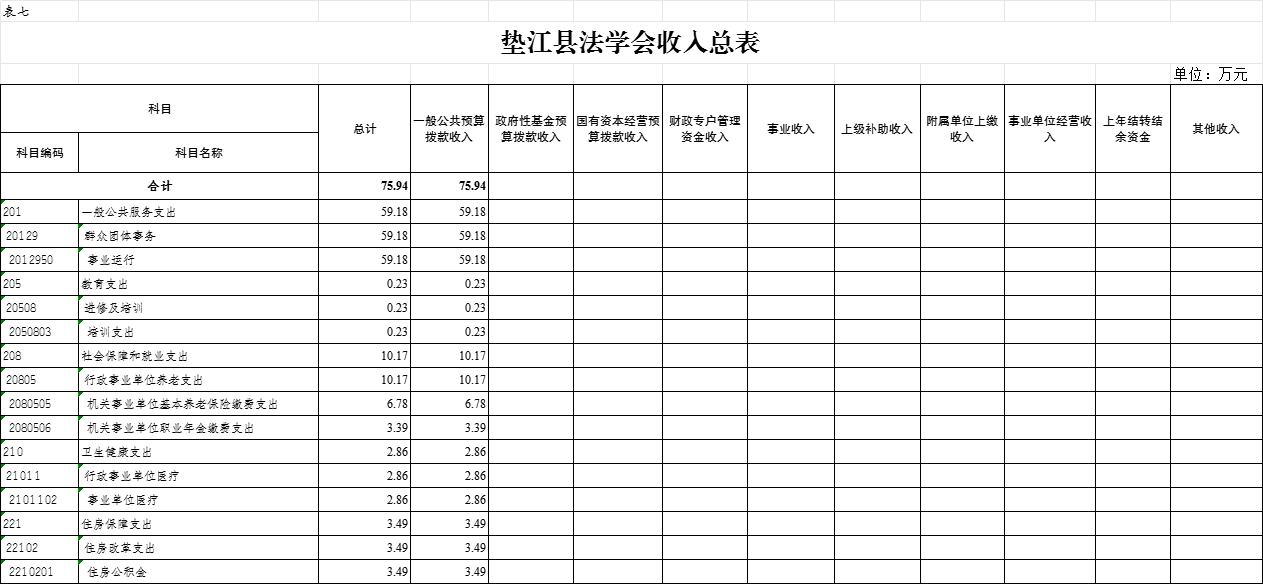 表七
垫江县法学会收入总表
单位：万元
科目 总计 一般公共预算拨款收入 政府性基金预算拨款收入 国有资本经营预算拨款收入 财政专户管理资金收入 事业收入 上级补助收入 附属单位上缴收入 事业单位经营收入 上年结转结余资金 其他收入
科目编码 科目名称
合计 75.94 75.94
201 一般公共服务支出 59.18 59.18
20129 群众团体事务 59.18 59.18
2012950 事业运行 59.18 59.18
205 教育支出 0.23 0.23
20508 进修及培训 0.23 0.23
2050803 培训支出 0.23 0.23
208 社会保障和就业支出 10.17 10.17
20805 行政事业单位养老支出 10.17 10.17
2080505 机关事业单位基本养老保险缴费支出 6.78 6.78
2080506 机关事业单位职业年金缴费支出 3.39 3.39
210 卫生健康支出 2.86 2.86
21011 行政事业单位医疗 2.86 2.86
2101102 事业单位医疗 2.86 2.86
221 住房保障支出 3.49 3.49
22102 住房改革支出 3.49 3.49
2210201 住房公积金 3.49 3.49